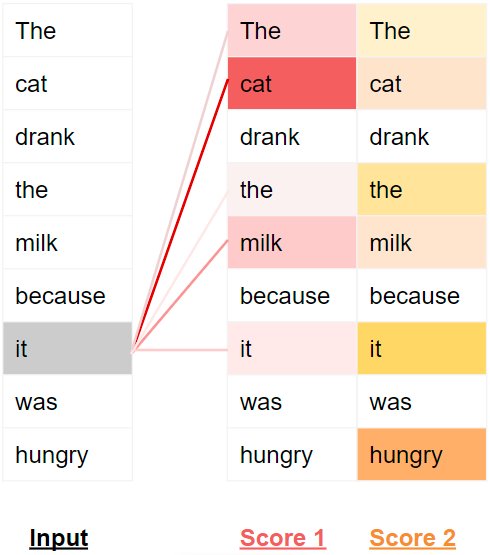 The The The
cat cat cat
drank drank drank
the the the
milk milk milk
because because because
it it it
was was was
hungry hungry hungry
Input Score 1 Score 2